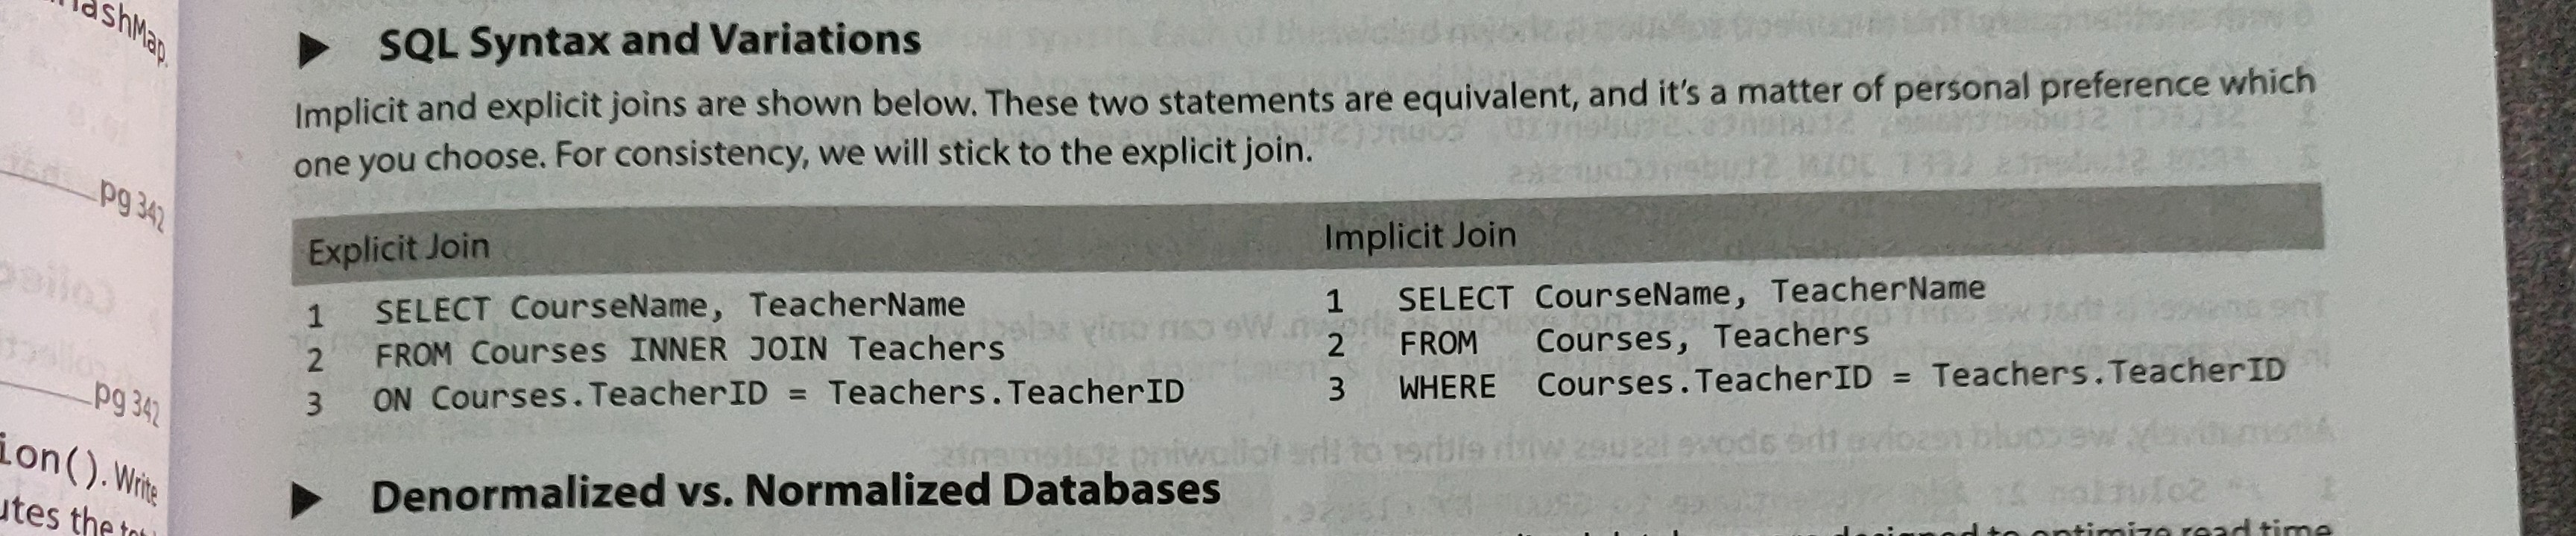 ashMap.
pg 342
pg 342
ion(). Write
utes the
▶ SQL Syntax and Variations
Implicit and explicit joins are shown below. These two statements are equivalent, and it's a matter of personal preference which
one you choose. For consistency, we will stick to the explicit join.
Explicit Join
1 SELECT CourseName, TeacherName
2 FROM Courses INNER JOIN Teachers
3 ON Courses.TeacherID = Teachers.TeacherID
Implicit Join
1 SELECT CourseName, TeacherName
2 FROM Courses, Teachers
3 WHERE Courses.TeacherID = Teachers.TeacherID
▶ Denormalized vs. Normalized Databases
designed to optimize read time